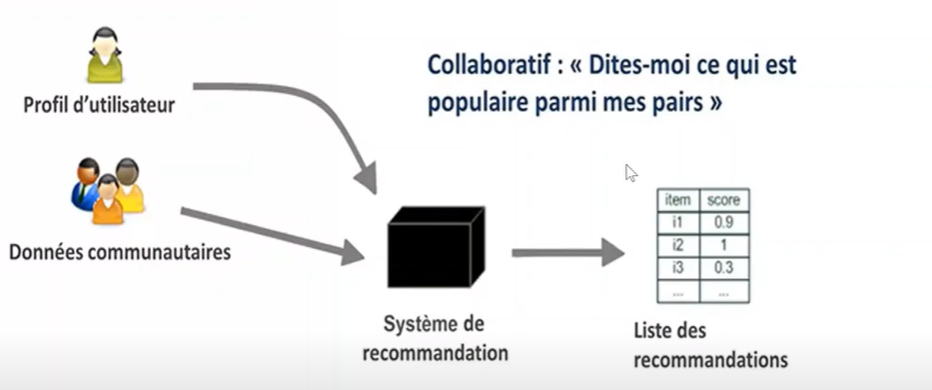 Collaboratif : « Dites-moi ce qui est
populaire parmi mes pairs »
Profil d'utilisateur
Données communautaires
Système de
recommandation
item score
i1 0.9
i2 1
i3 0.3
... ...
Liste des
recommandations